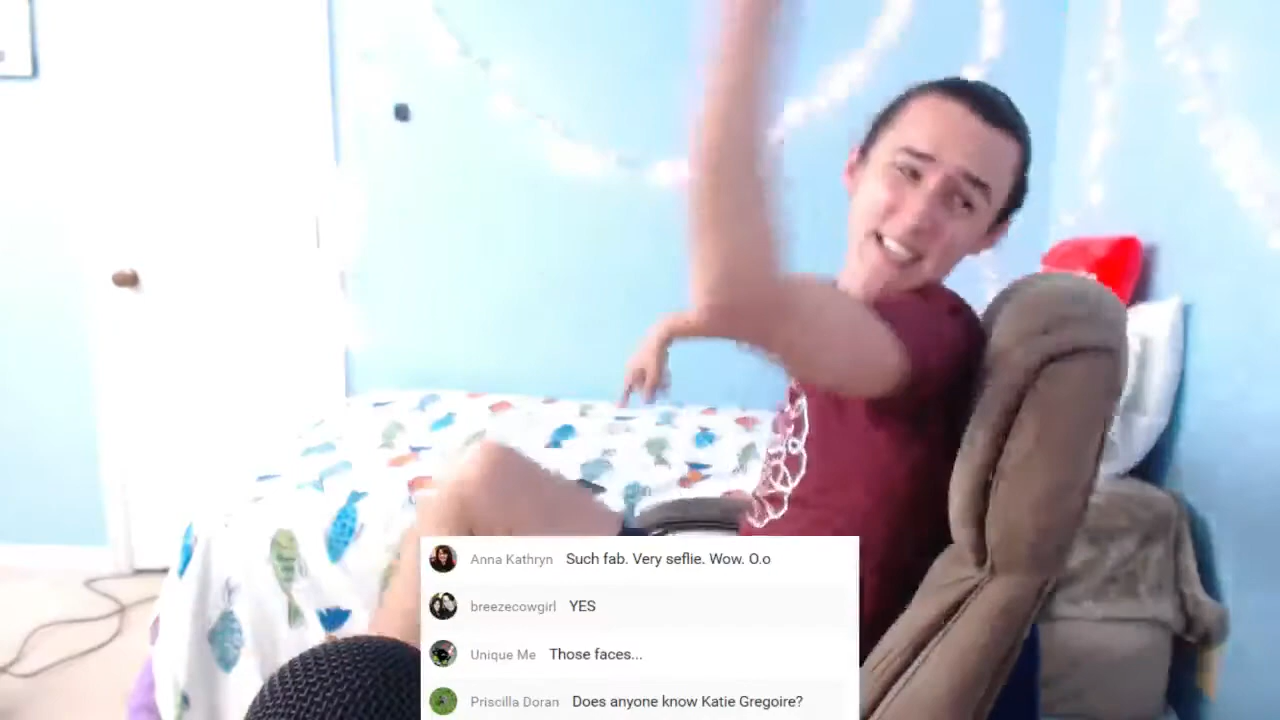 Anna Kathryn Such fab. Very seflie. Wow. O.o
breezecowgirl YES
Unique Me Those faces...
Priscilla Doran Does anyone know Katie Gregoire?